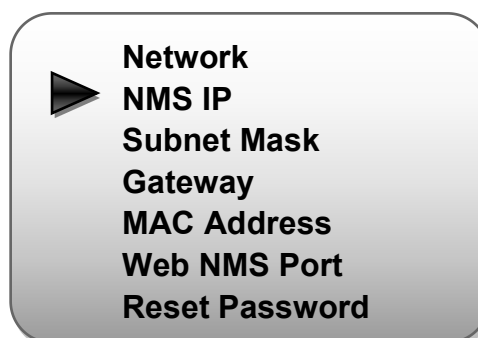 Network
NMS IP
Subnet Mask
Gateway
MAC Address
Web NMS Port
Reset Password